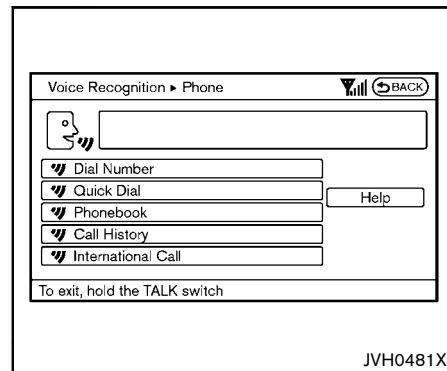 Voice Recognition ▸ Phone BACK
Dial Number
Quick Dial
Help
Phonebook
Call History
International Call
To exit, hold the TALK switch
JVH0481X